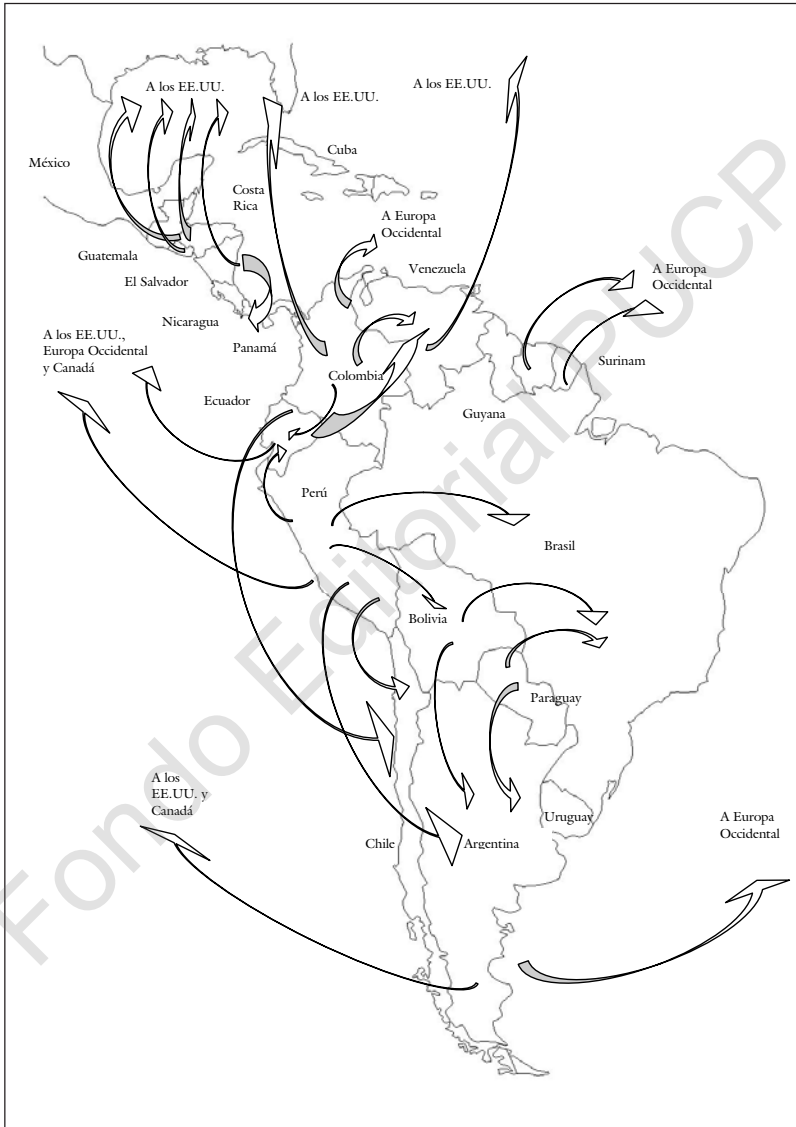 A los EE.UU.
A los EE.UU.
A los EE.UU.
Cuba
México
Costa
Rica
A Europa
Occidental
Guatemala
Venezuela
A Europa
Occidental
El Salvador
Nicaragua
A los EE.UU.,
Europa Occidental
y Canadá
Panamá
Surinam
Colombia
Ecuador
Guyana
Perú
Brasil
Bolivia
Paraguay
A los
EE.UU. y
Canadá
Chile
Argentina
Uruguay
A Europa
Occidental
Fondo Editorial PUCP